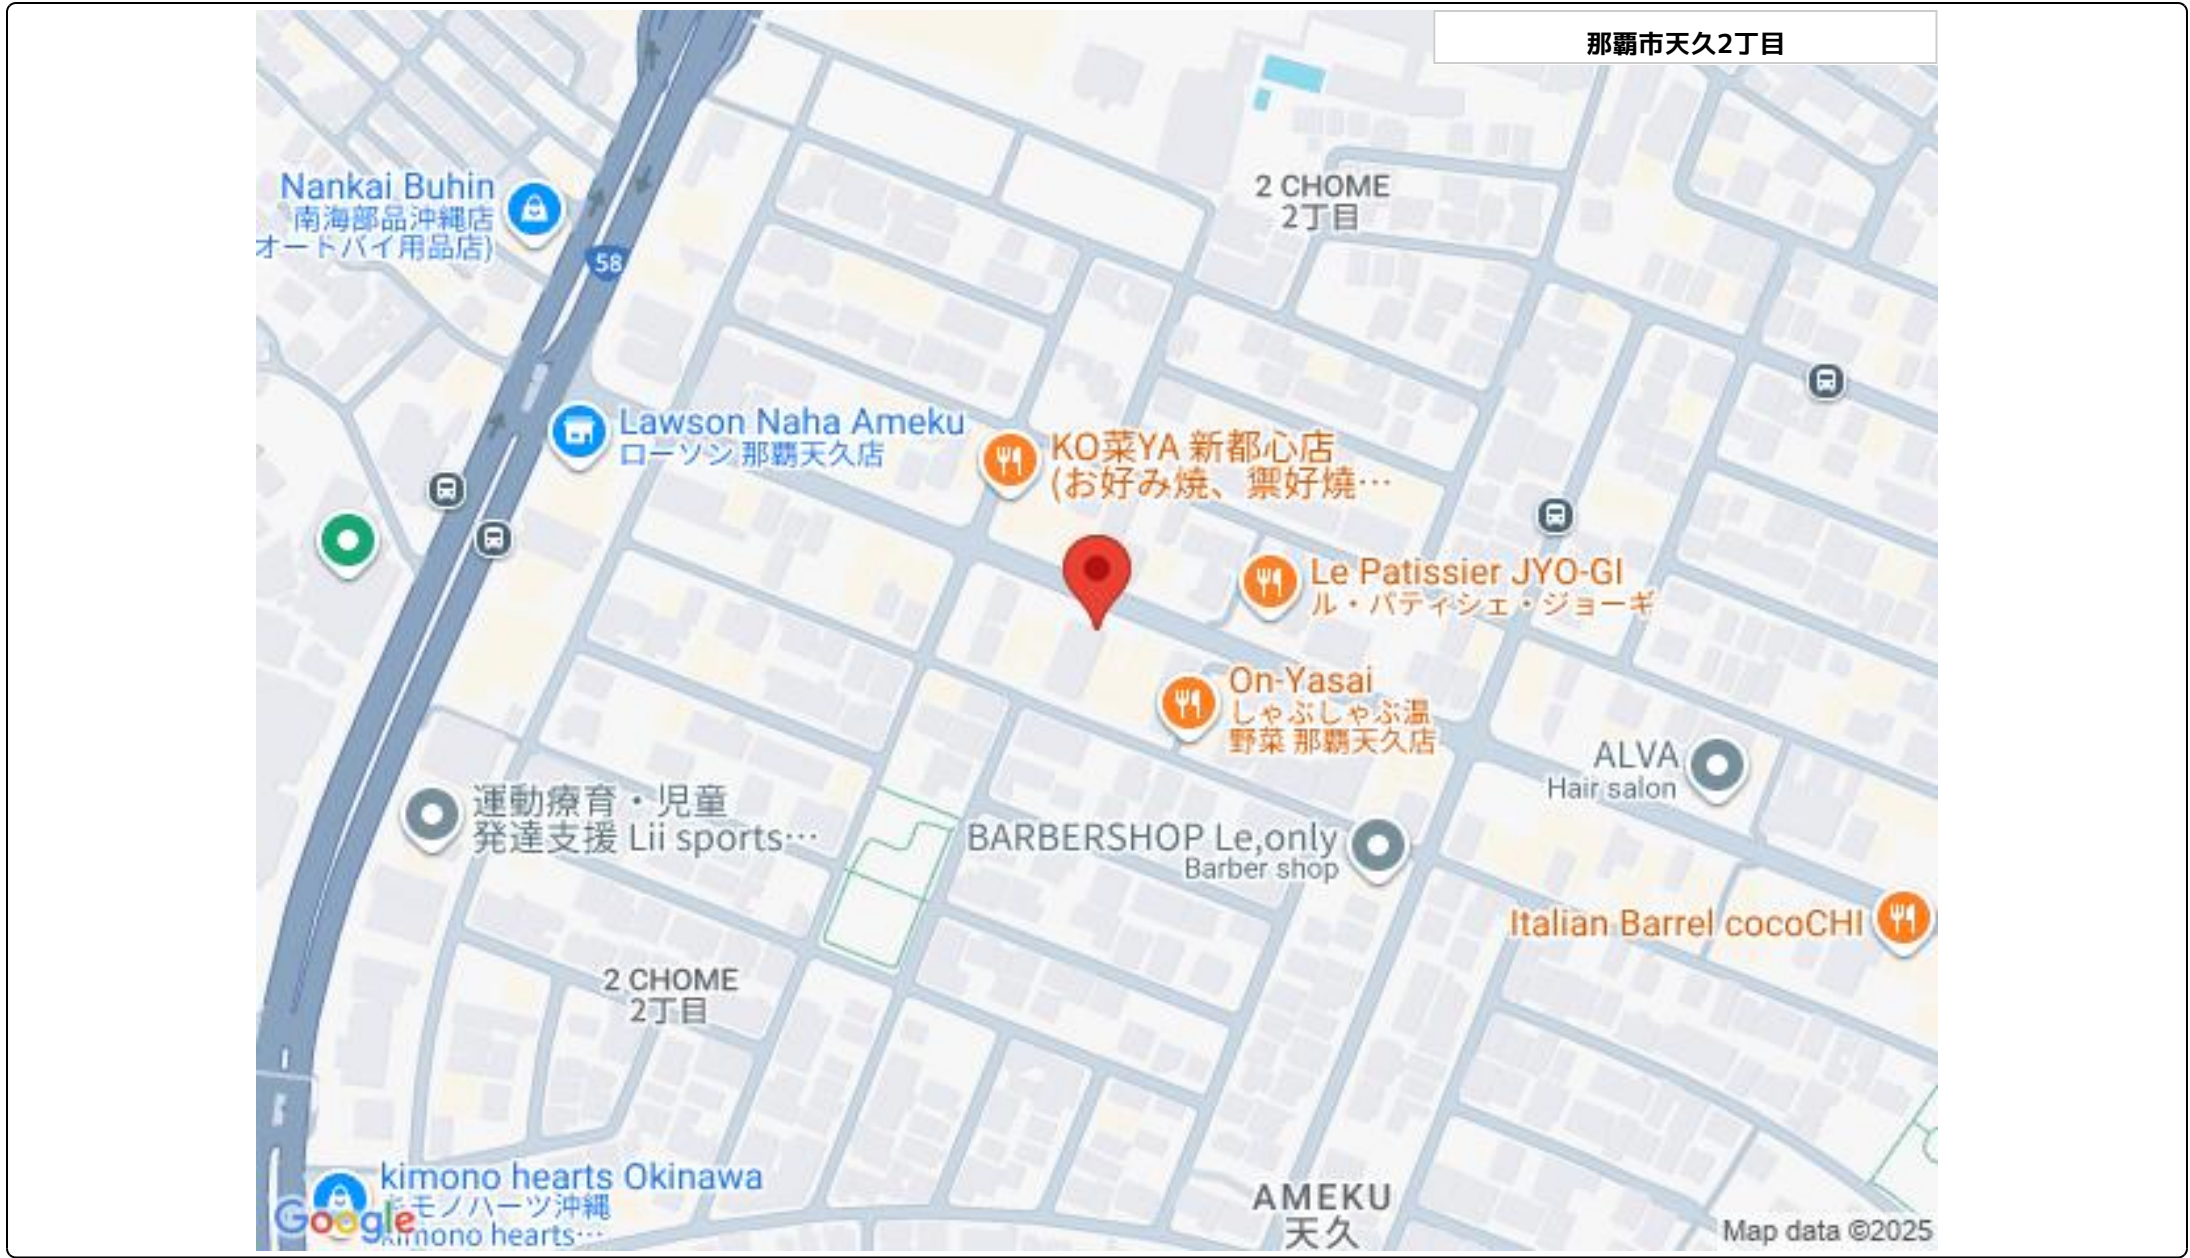 那覇市天久2丁目
Nankai Buhin
南海部品沖縄店
オートバイ用品店)
58
2 CHOME
2丁目
Lawson Naha Ameku
ローソン 那覇天久店
KO菜YA 新都心店
(お好み焼、禦好燒…
Le Patissier JYO-GI
ル・パティシェ・ジョーギ
On-Yasai
しゃぶしゃぶ温
野菜 那覇天久店
ALVA
Hair salon
運動療育・児童
発達支援 Lii sports…
BARBERSHOP Le,only
Barber shop
Italian Barrel cocoCHI
2 CHOME
2丁目
kimono hearts Okinawa
キモノハーツ沖縄
kimono hearts…
Google
AMEKU
天久
Map data ©2025